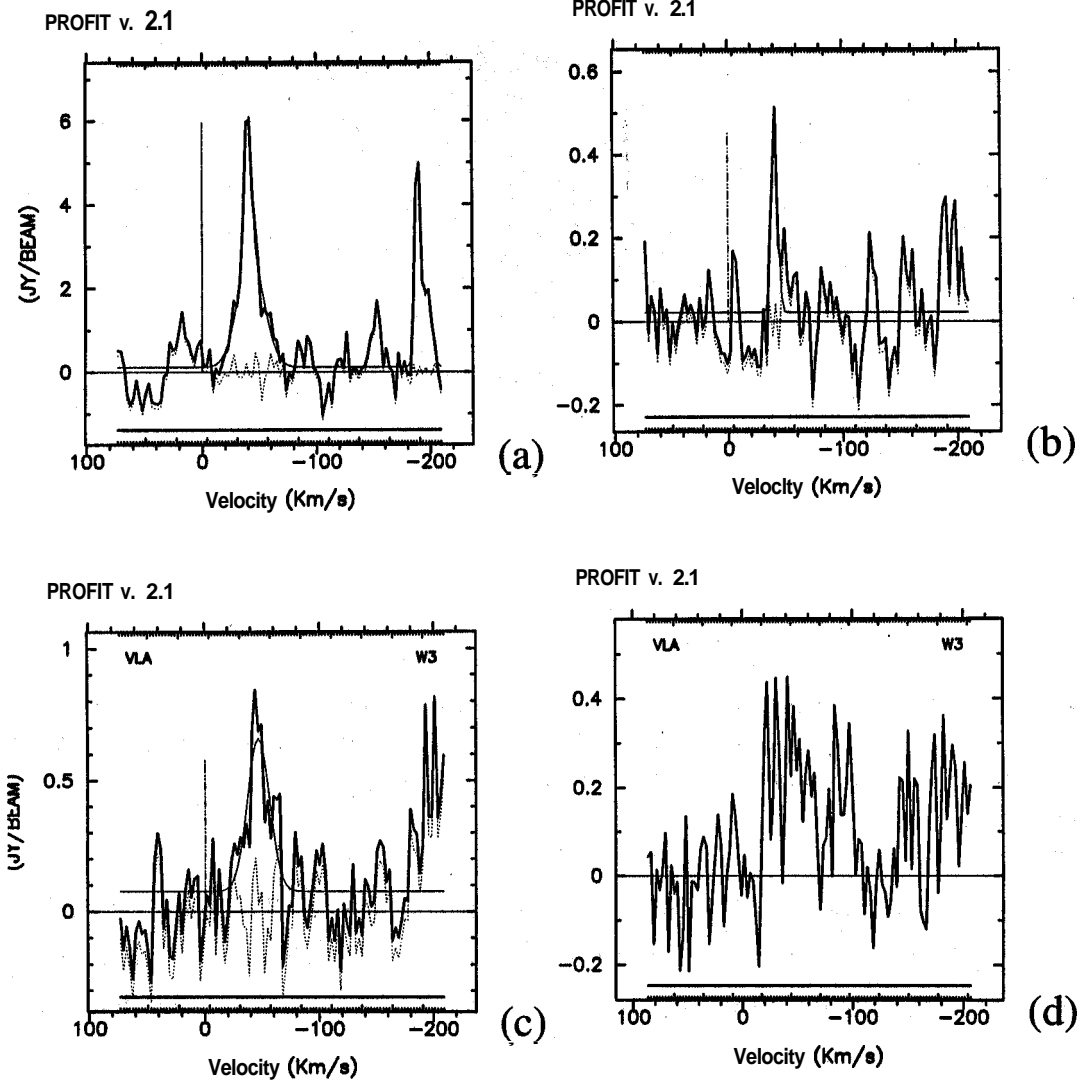 PROFIT v. 2.1
6
4
2
0
(JY/BEAM)
100 0 -100 -200
Velocity (Km/s)
(a)
PROFIT v. 2.1
0.6
0.4
0.2
0
-0.2
100 0 -100 -200
Velocity (Km/s)
(b)
PROFIT v. 2.1
VLA W3
1
0.5
0
(JY/BEAM)
100 0 -100 -200
Velocity (Km/s)
(c)
PROFIT v. 2.1
VLA W3
0.4
0.2
0
-0.2
100 0 -100 -200
Velocity (Km/s)
(d)